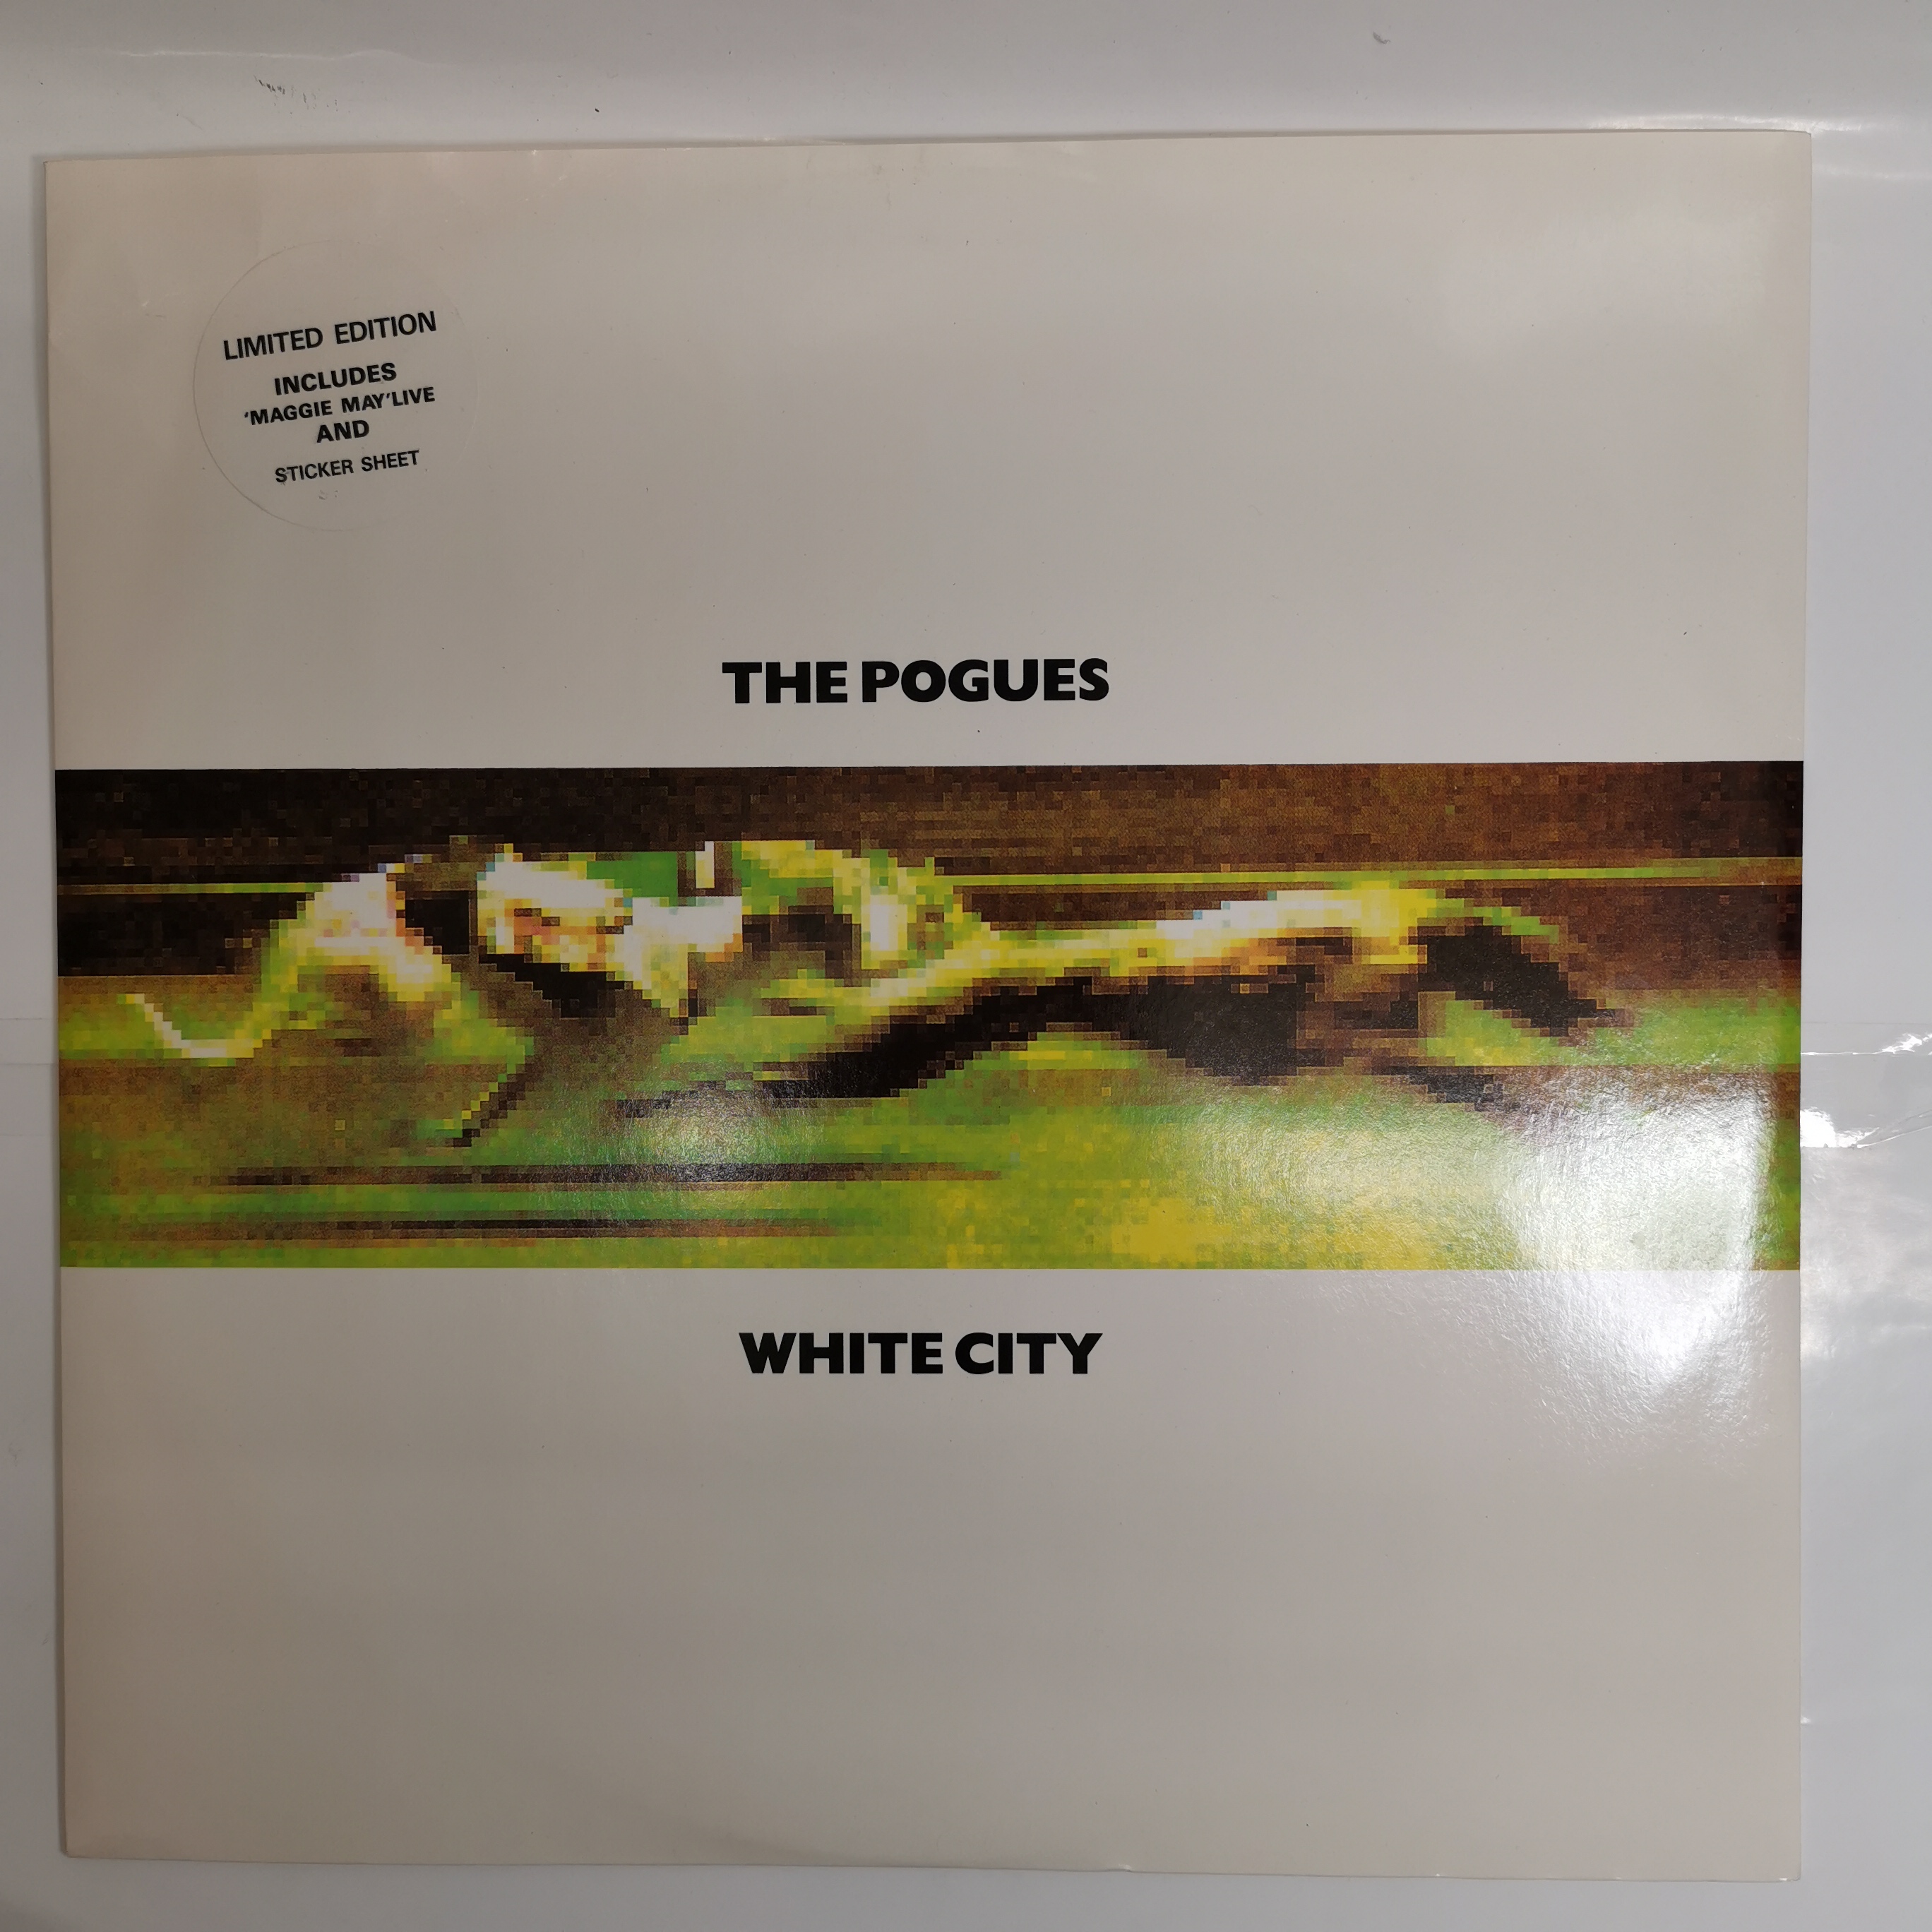 LIMITED EDITION
INCLUDES
'MAGGIE MAY'LIVE
AND
STICKER SHEET
THE POGUES
WHITE CITY